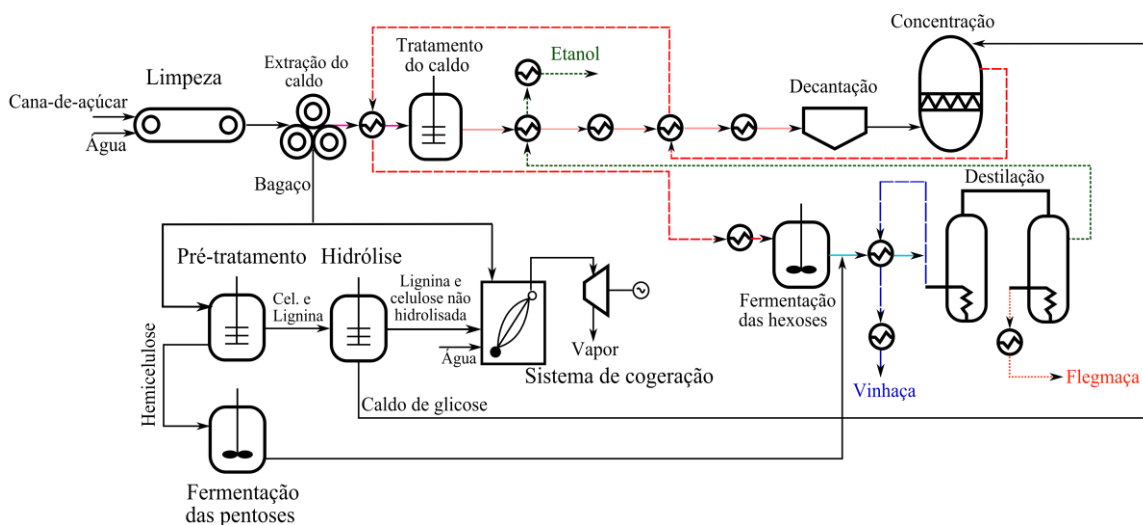 Concentração
Tratamento
do caldo
Etanol
Extração do
caldo
Limpeza
Decantação
Cana-de-açúcar
Água
Bagaço
Destilação
Pré-tratamento
Hidrólise
Lignina e
celulose não
hidrolisada
Cel. e
Lignina
Fermentação
das hexoses
Água
Vapor
Sistema de cogeração
Vinhaça
Flegmaça
Hemicelulose
Caldo de glicose
Fermentação
das pentoses